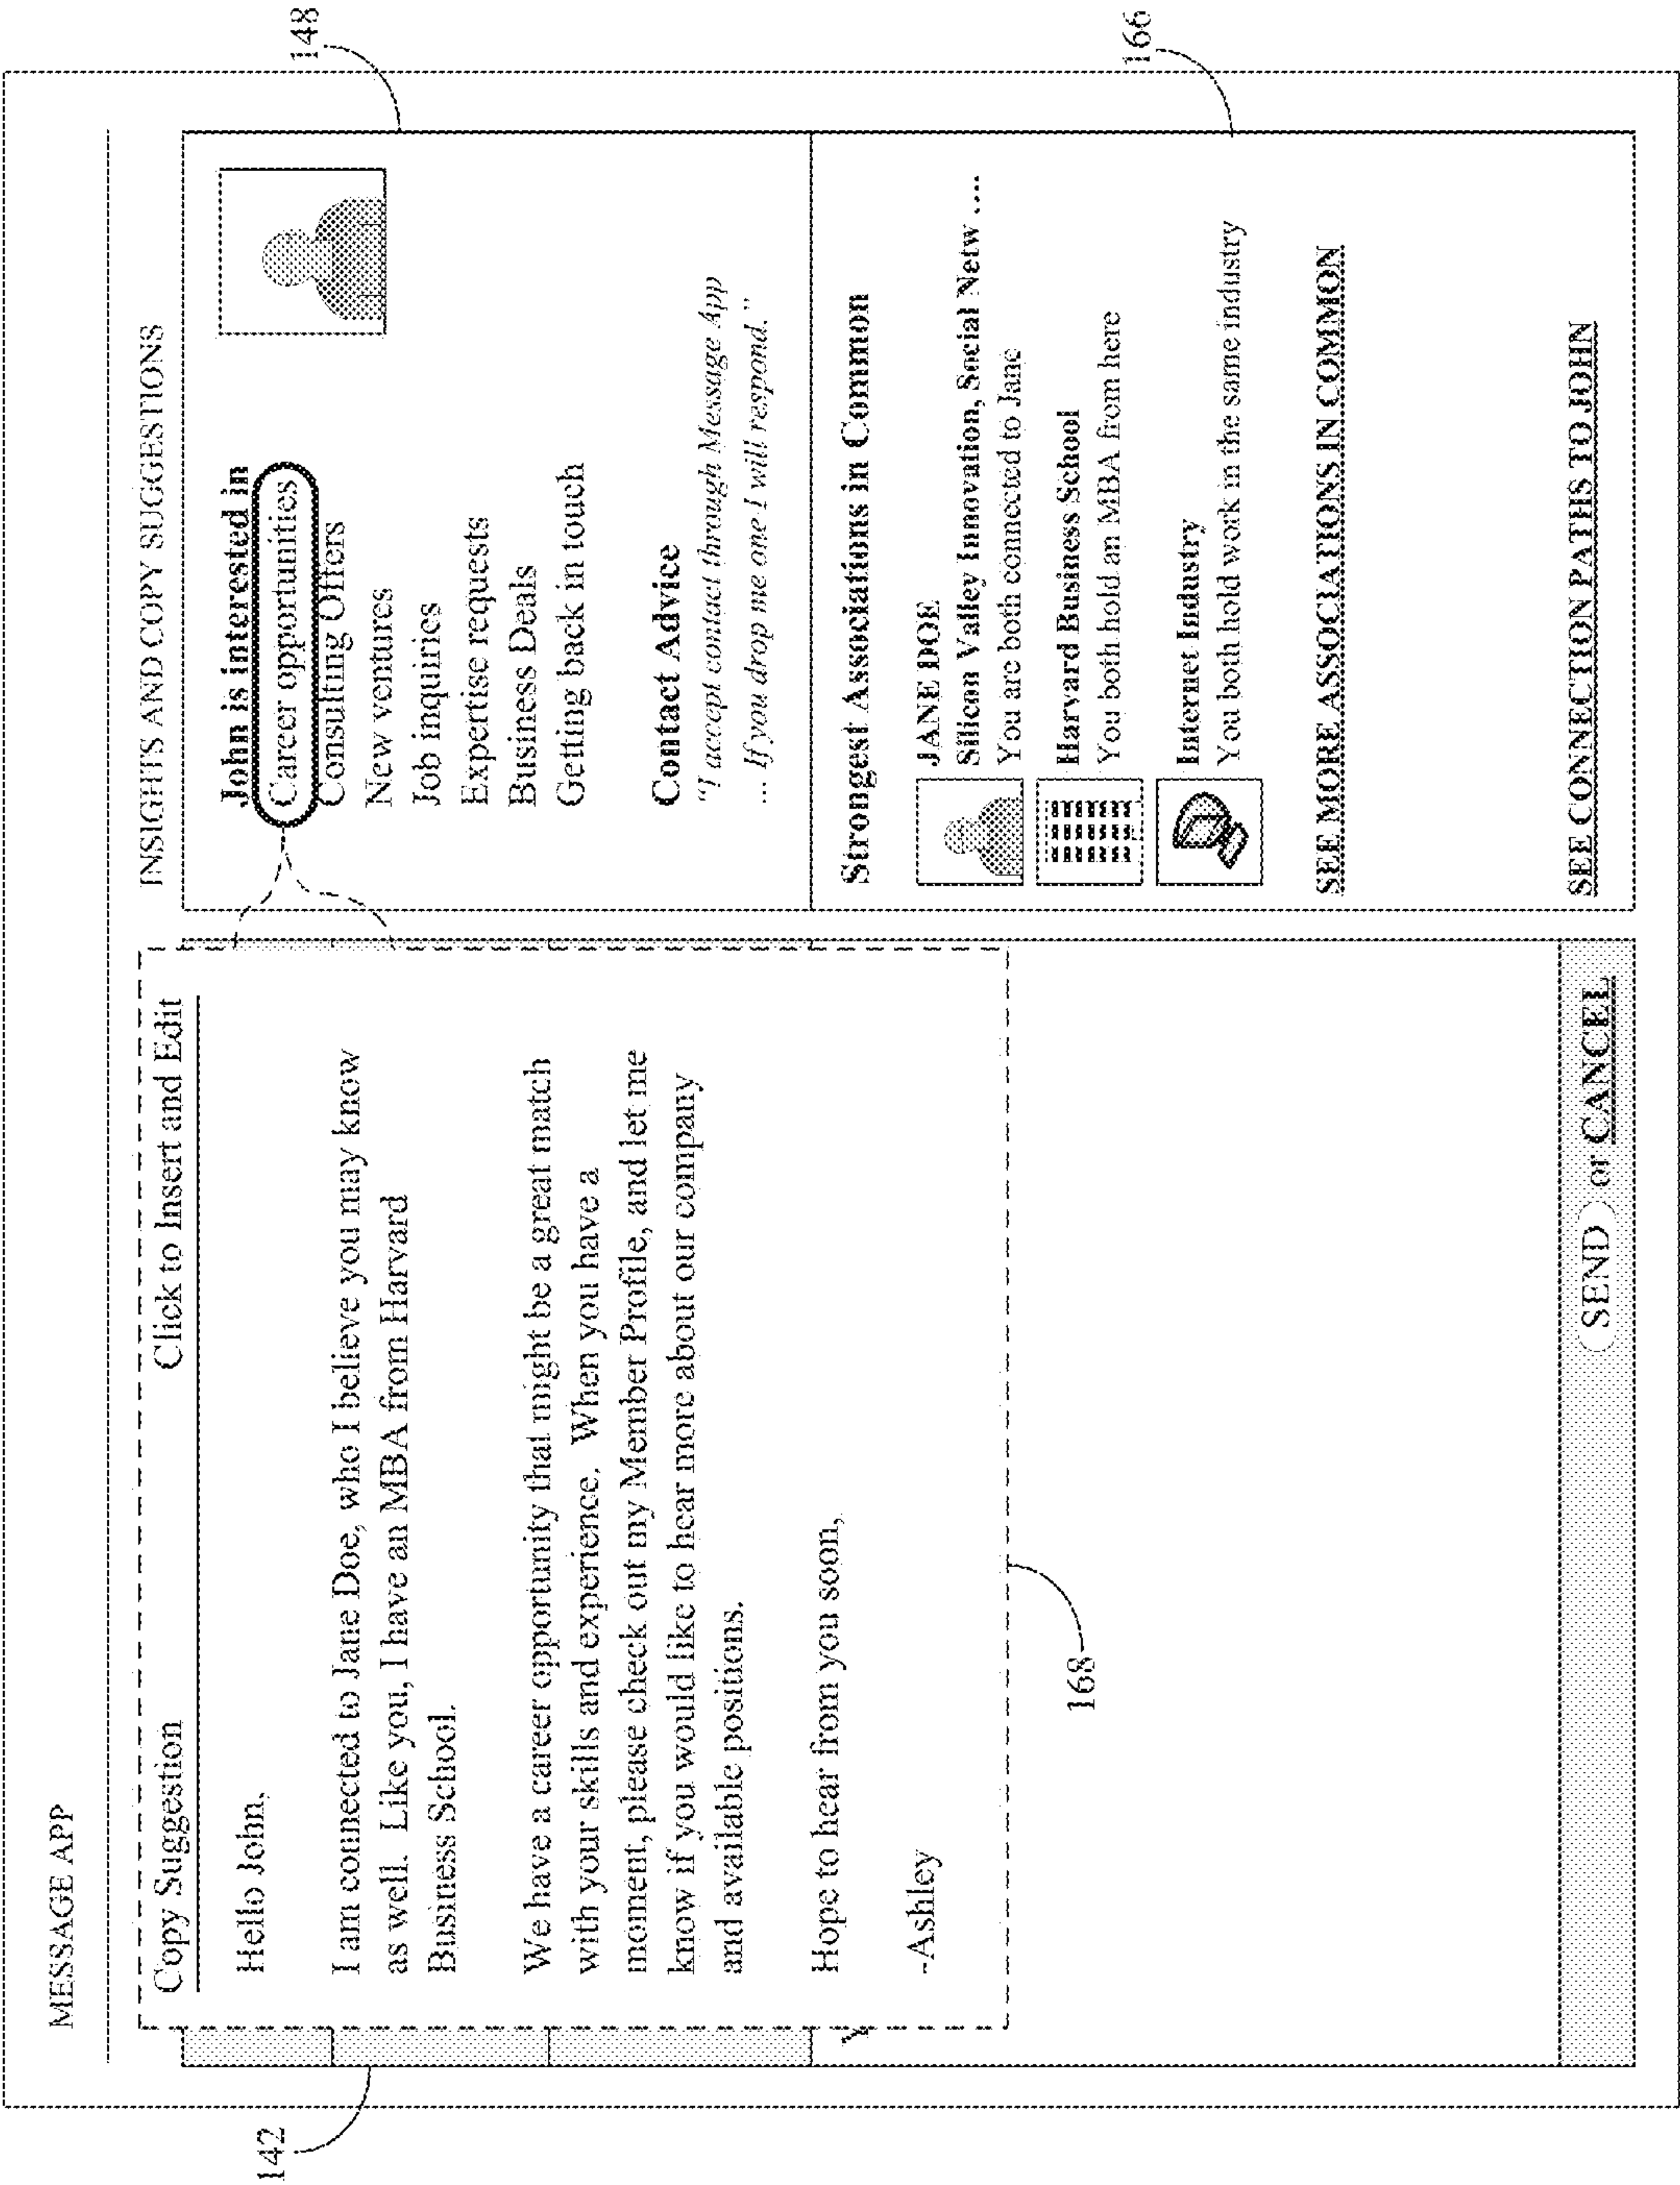 MESSAGE APP
Copy Suggestion Click to Insert and Edit
Hello John,
I am connected to Jane Doe, who I believe you may know
as well. Like you, I have an MBA from Harvard
Business School.
We have a career opportunity that might be a great match
with your skills and experience. When you have a
moment, please check out my Member Profile, and let me
know if you would like to hear more about our company
and available positions.
Hope to hear from you soon,
-Ashley
Y
SEND or CANCEL
142
168
INSIGHTS AND COPY SUGGESTIONS
John is interested in
Career opportunities
Consulting Offers
New ventures
Job inquiries
Expertise requests
Business Deals
Getting back in touch
Contact Advice
"I accept contact through Message App
... If you drop me one I will respond."
148
Strongest Associations in Common
JANE DOE
Silicon Valley Innovation, Social Netw ....
You are both connected to Jane
Harvard Business School
You both hold an MBA from here
Internet Industry
You both hold work in the same industry
SEE MORE ASSOCIATIONS IN COMMON
SEE CONNECTION PATHS TO JOHN
166